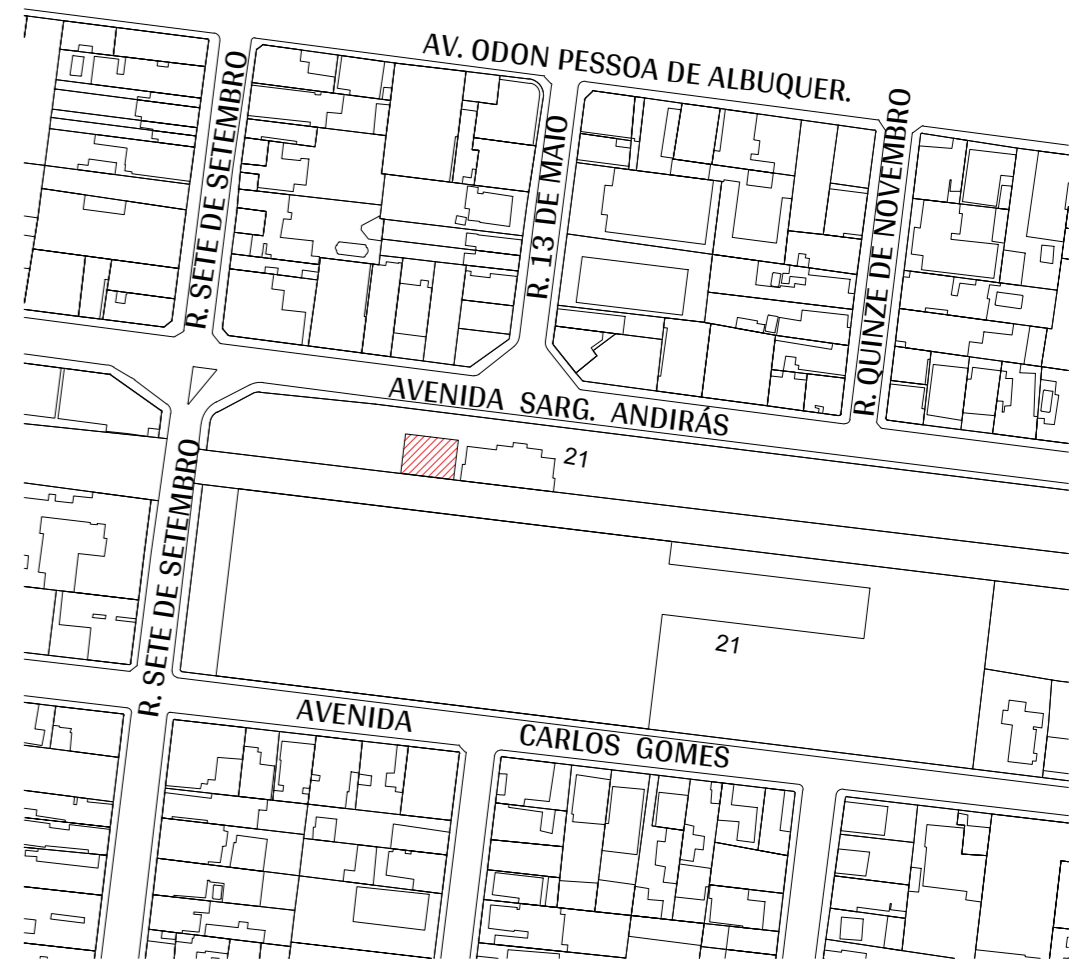 AV. ODON PESSOA DE ALBUQUER.
R. SETE DE SETEMBRO
R. 13 DE MAIO
R. QUINZE DE NOVEMBRO
AVENIDA SARG. ANDIRÁS
21
R. SETE DE SETEMBRO
21
AVENIDA
CARLOS GOMES